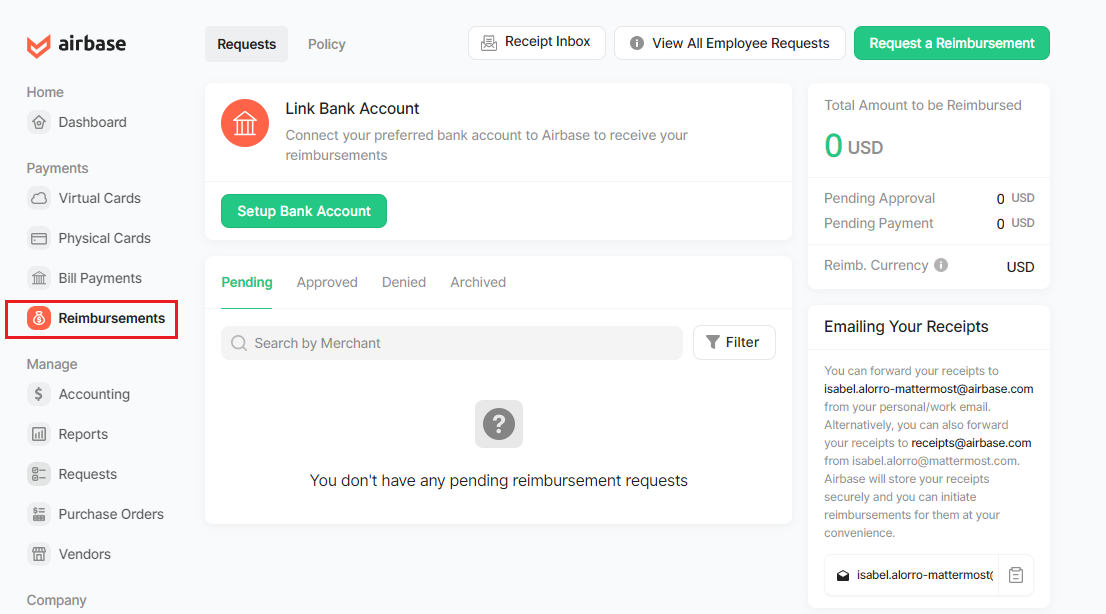 airbase
Home
Dashboard
Payments
Virtual Cards
Physical Cards
Bill Payments
Reimbursements
Manage
Accounting
Reports
Requests
Purchase Orders
Vendors
Company
Requests
Policy
Receipt Inbox
View All Employee Requests
Request a Reimbursement
Link Bank Account
Connect your preferred bank account to Airbase to receive your
reimbursements
Setup Bank Account
Pending
Approved
Denied
Archived
Search by Merchant
Filter
You don't have any pending reimbursement requests
Total Amount to be Reimbursed
0 USD
Pending Approval 0 USD
Pending Payment 0 USD
Reimb. Currency USD
Emailing Your Receipts
You can forward your receipts to
isabel.alorro-mattermost@airbase.com
from your personal/work email.
Alternatively, you can also forward
your receipts to receipts@airbase.com
from isabel.alorro@mattermost.com.
Airbase will store your receipts
securely and you can initiate
reimbursements for them at your
convenience.
isabel.alorro-mattermost(